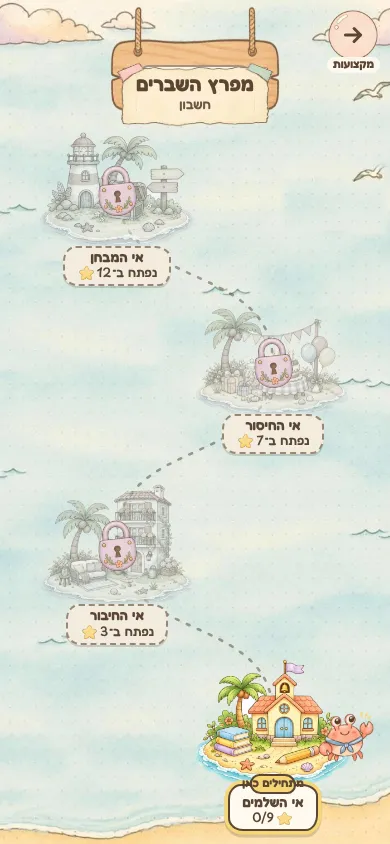 מפרץ השברים
חשבון
מקצועות
אי המבחן
נפתח ב־12
אי החיסור
נפתח ב־7
אי החיבור
נפתח ב־3
מתחילים כאן
אי השלמים
0/9